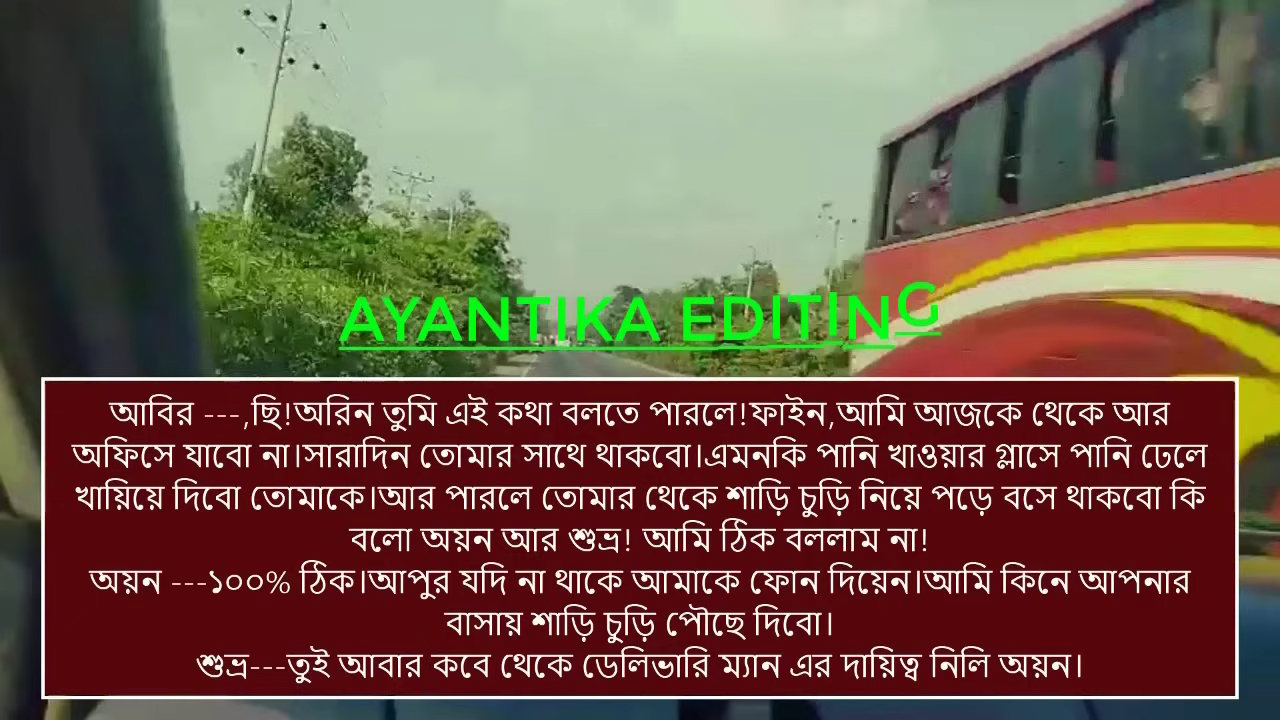 AYANTIKA EDITING
আবির ---,ছি!অরিন তুমি এই কথা বলতে পারলে!ফাইন,আমি আজকে থেকে আর
অফিসে যাবো না।সারাদিন তোমার সাথে থাকবো।এমনকি পানি খাওয়ার গ্লাসে পানি ঢেলে
খায়িয়ে দিবো তোমাকে।আর পারলে তোমার থেকে শাড়ি চুড়ি নিয়ে পড়ে বসে থাকবো কি
বলো অয়ন আর শুভ্র! আমি ঠিক বললাম না!
অয়ন ---১০০% ঠিক।আপুর যদি না থাকে আমাকে ফোন দিয়েন।আমি কিনে আপনার
বাসায় শাড়ি চুড়ি পৌছে দিবো।
শুভ্র---তুই আবার কবে থেকে ডেলিভারি ম্যান এর দায়িত্ব নিলি অয়ন।